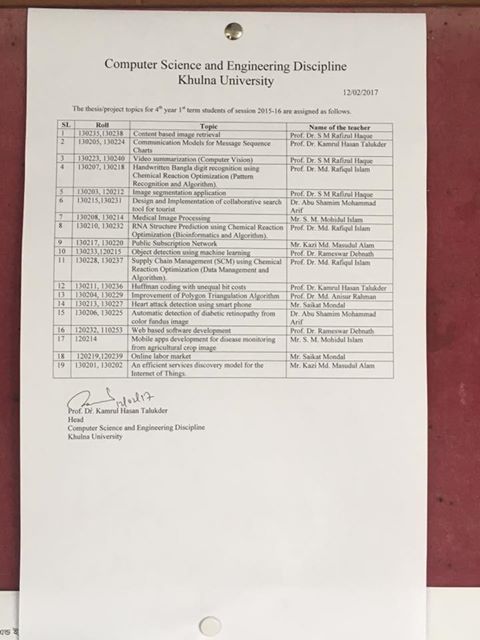 Computer Science and Engineering Discipline
Khulna University
12/02/2017
The thesis/project topics for 4th year 1st term students of session 2015-16 are assigned as follows.
SL Roll Topic Name of the teacher
1 130235,130238 Content based image retrieval Prof. Dr. S M Rafizul Haque
2 130205, 130224 Communication Models for Message Sequence Prof. Dr. Kamrul Hasan Talukder
Charts
3 130223, 130240 Video summarization (Computer Vision) Prof. Dr. S M Rafizul Haque
4 130207, 130218 Handwritten Bangla digit recognition using Prof. Dr. Md. Rafiqul Islam
Chemical Reaction Optimization (Pattern
Recognition and Algorithm).
5 130203, 120212 Image segmentation application Prof. Dr. S M Rafizul Haque
6 130215,130231 Design and Implementation of collaborative search Dr. Abu Shamim Mohammad
tool for tourist Arif
7 130208, 130214 Medical Image Processing Mr. S. M. Mohidul Islam
8 130210, 130232 RNA Structure Prediction using Chemical Reaction Prof. Dr. Md. Rafiqul Islam
Optimization (Bioinformatics and Algorithm).
9 130217, 130220 Public Subscription Network Mr. Kazi Md. Masudul Alam
10 130233,120215 Object detection using machine learning Prof. Dr. Rameswar Debnath
11 130228, 130237 Supply Chain Management (SCM) using Chemical Prof. Dr. Md. Rafiqul Islam
Reaction Optimization (Data Management and
Algorithm).
12 130211, 130236 Huffman coding with unequal bit costs Prof. Dr. Kamrul Hasan Talukder
13 130204, 130229 Improvement of Polygon Triangulation Algorithm Prof. Dr. Md. Anisur Rahman
14 130213, 130227 Heart attack detection using smart phone Mr. Saikat Mondal
15 130206, 130225 Automatic detection of diabetic retinopathy from Dr. Abu Shamim Mohammad
color fundus image Arif
16 120232, 110253 Web based software development Prof. Dr. Rameswar Debnath
17 120214 Mobile apps development for disease monitoring Mr. S. M. Mohidul Islam
from agricultural crop image
18 120219,120239 Online labor market Mr. Saikat Mondal
19 130201, 130202 An efficient services discovery model for the Mr. Kazi Md. Masudul Alam
Internet of Things.
12/02/17
Prof. Dr. Kamrul Hasan Talukder
Head
Computer Science and Engineering Discipline
Khulna University